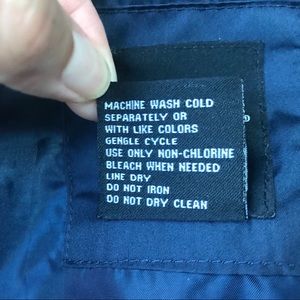 MACHINE WASH COLD
SEPARATELY OR
WITH LIKE COLORS
GENGLE CYCLE
USE ONLY NON-CHLORINE
BLEACH WHEN NEEDED
LINE DRY
DO NOT IRON
DO NOT DRY CLEAN